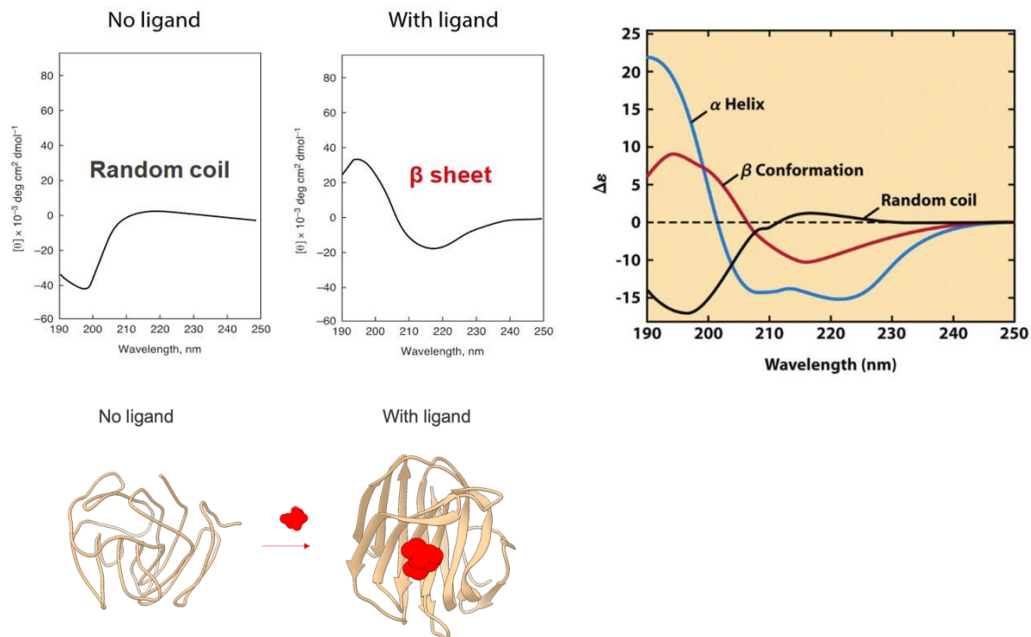 No ligand
With ligand
[θ] × 10⁻³ deg cm² dmol⁻¹
80
60
40
20
0
–20
–40
–60
Random coil
190 200 210 220 230 240 250
Wavelength, nm
[θ] × 10⁻³ deg cm² dmol⁻¹
80
60
40
20
0
–20
–40
–60
β sheet
190 200 210 220 230 240 250
Wavelength, nm
Δε
25
20
15
10
5
0
-10
-15
α Helix
β Conformation
Random coil
190 200 210 220 230 240 250
Wavelength (nm)
No ligand
With ligand